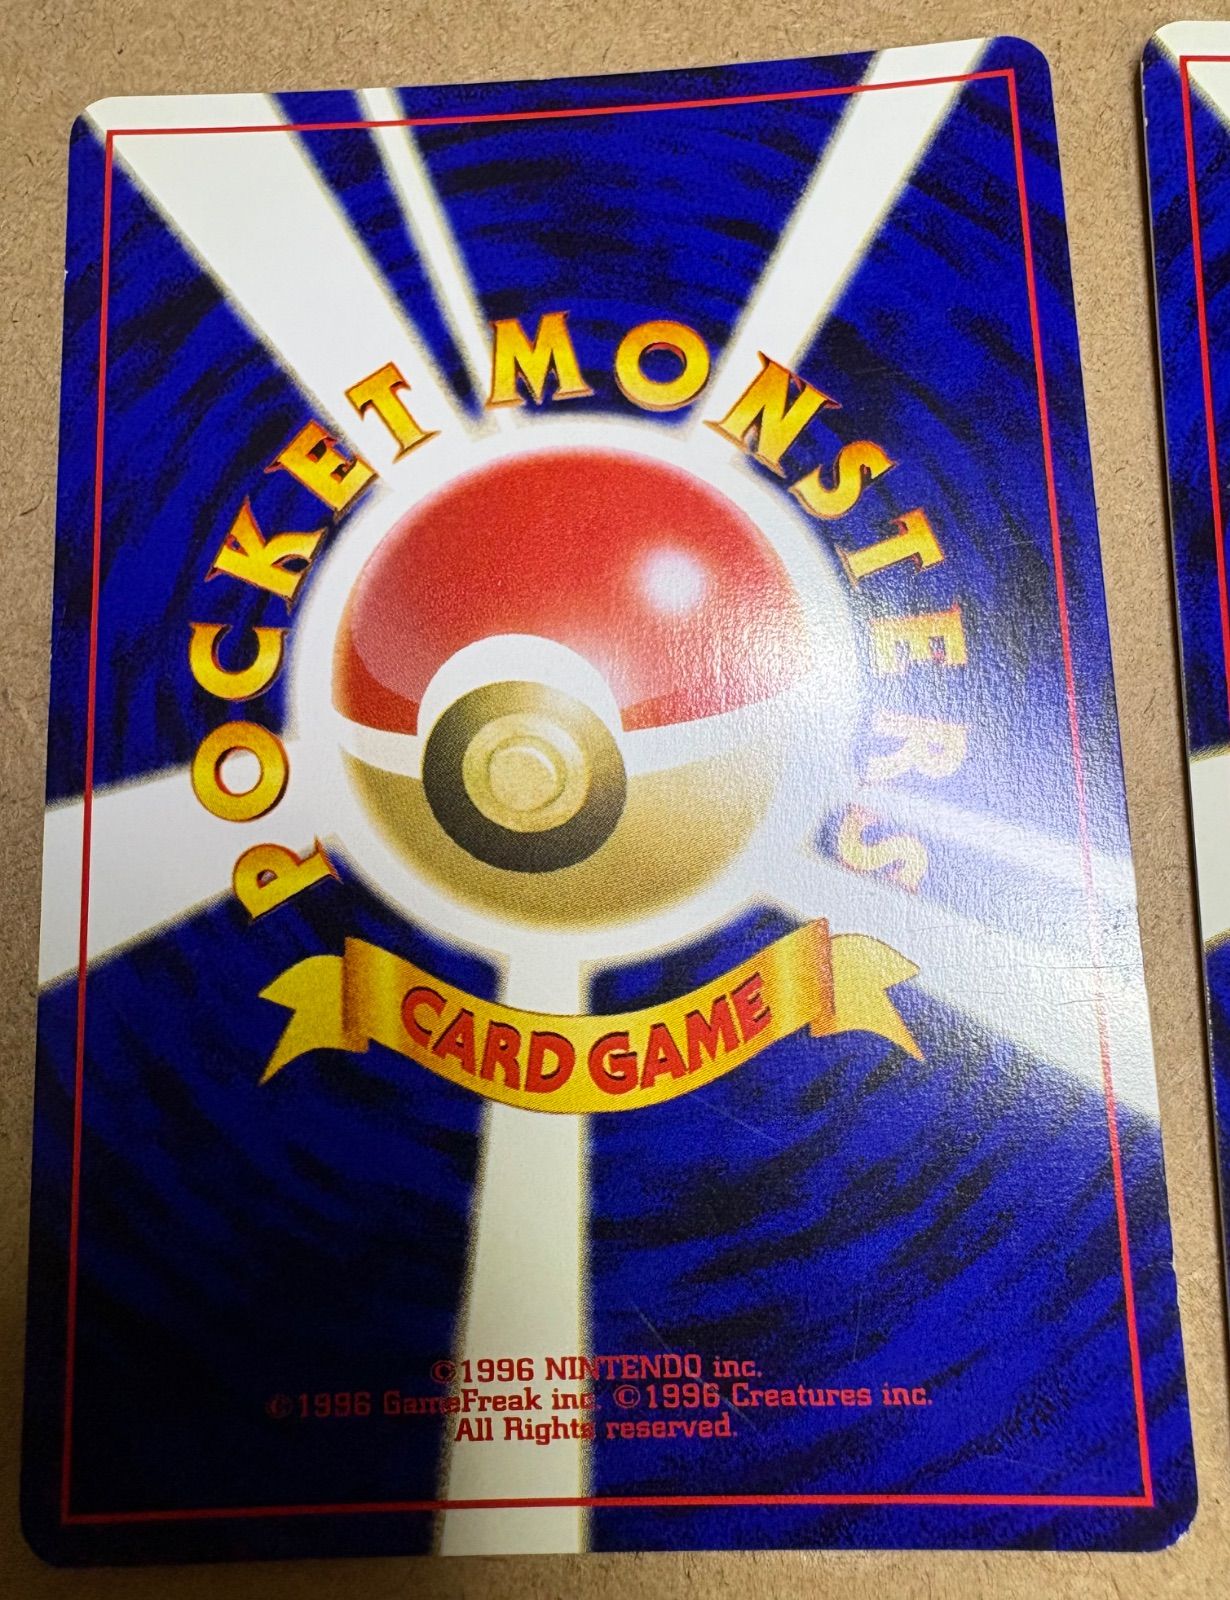 POCKET MONSTERS
CARD GAME
©1996 NINTENDO inc.
©1996 GameFreak inc. ©1996 Creatures inc.
All Rights reserved.